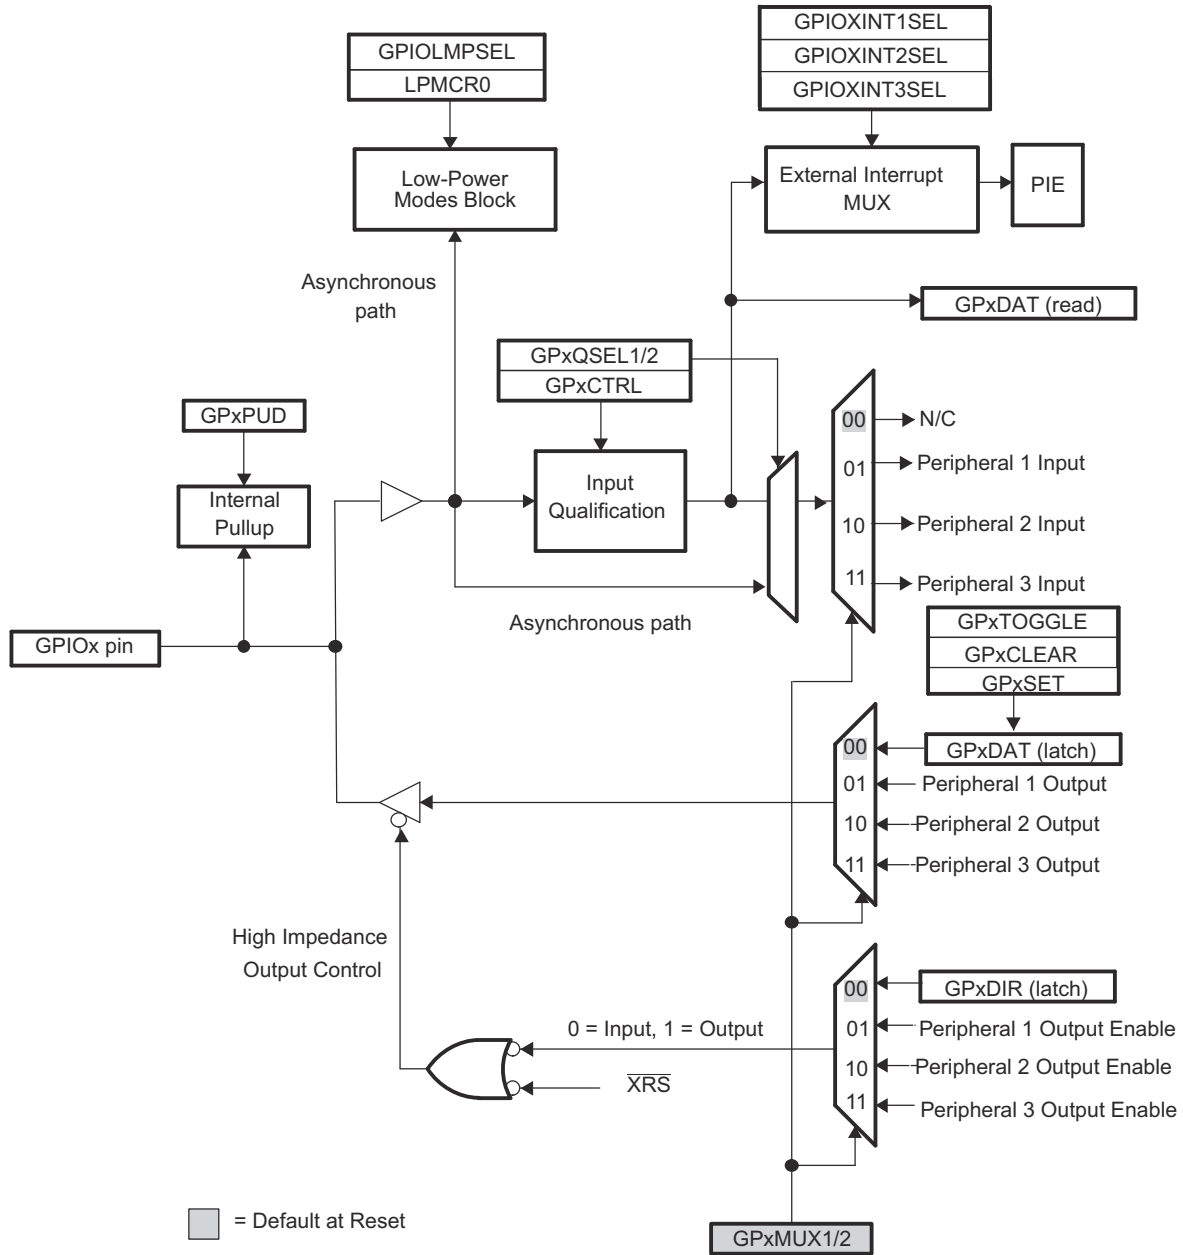 GPIOLMPSEL
LPMCR0
Low-Power
Modes Block
GPIOXINT1SEL
GPIOXINT2SEL
GPIOXINT3SEL
External Interrupt
MUX
PIE
Asynchronous
path
GPxDAT (read)
GPxQSEL1/2
GPxCTRL
GPxPUD
Internal
Pullup
Input
Qualification
00
N/C
01
Peripheral 1 Input
10
Peripheral 2 Input
11
Peripheral 3 Input
Asynchronous path
GPIOx pin
GPxTOGGLE
GPxCLEAR
GPxSET
00
GPxDAT (latch)
01
Peripheral 1 Output
10
Peripheral 2 Output
11
Peripheral 3 Output
High Impedance
Output Control
00
GPxDIR (latch)
0 = Input, 1 = Output
01
Peripheral 1 Output Enable
10
Peripheral 2 Output Enable
XRS
11
Peripheral 3 Output Enable
= Default at Reset
GPxMUX1/2